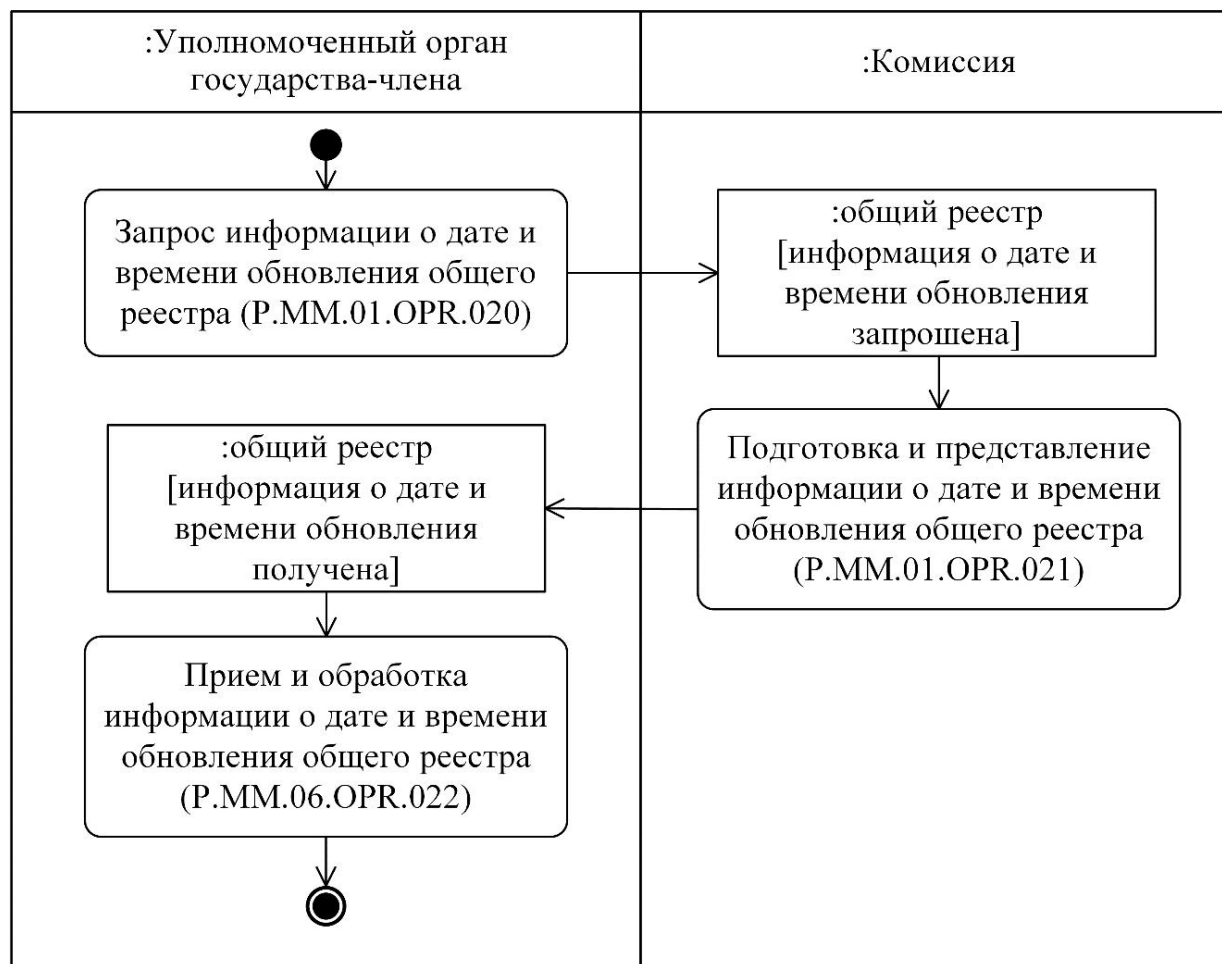 :Уполномоченный орган
государства-члена
:Комиссия
Запрос информации о дате и
времени обновления общего
реестра (P.MM.01.OPR.020)
:общий реестр
[информация о дате и
времени обновления
запрошена]
:общий реестр
[информация о дате и
времени обновления
получена]
Подготовка и представление
информации о дате и времени
обновления общего реестра
(P.MM.01.OPR.021)
Прием и обработка
информации о дате и времени
обновления общего реестра
(P.MM.06.OPR.022)